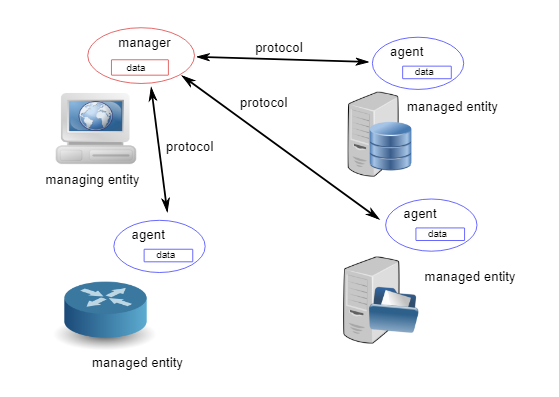 manager
data
protocol
agent
data
managed entity
protocol
protocol
managing entity
agent
data
managed entity
agent
data
managed entity